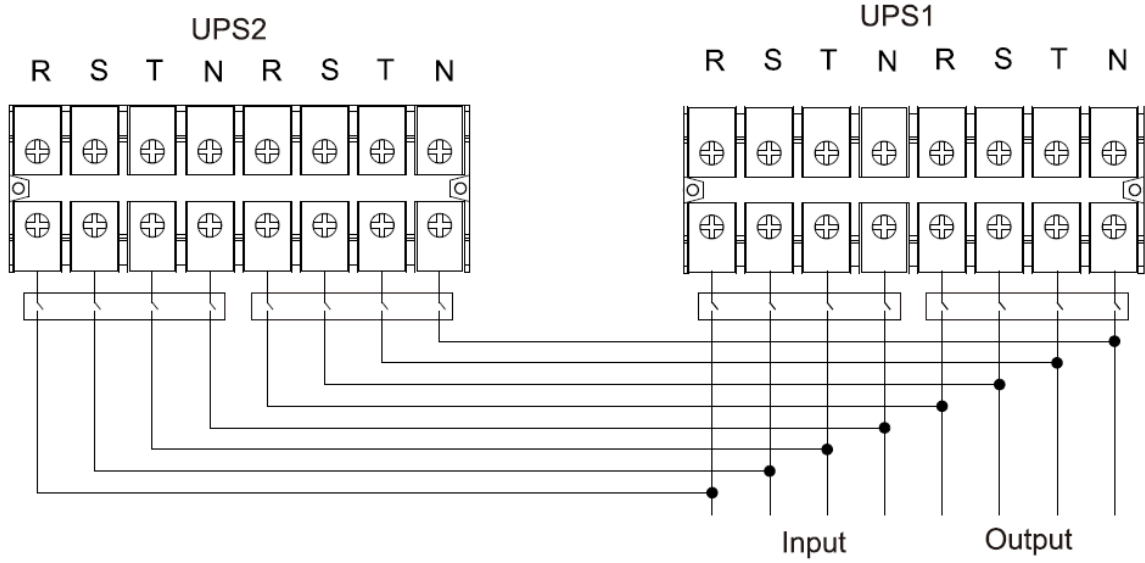 UPS2
R S T N R S T N
UPS1
R S T N R S T N
Input
Output